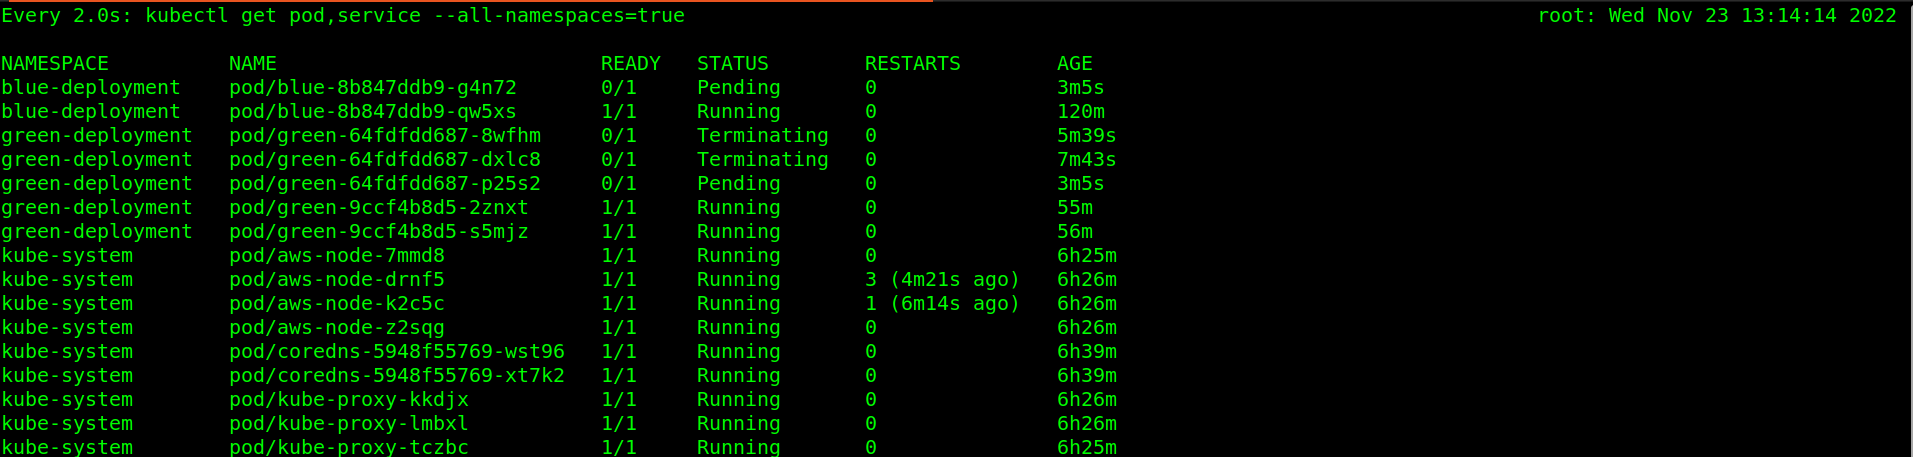 Every 2.0s: kubectl get pod,service --all-namespaces=true root: Wed Nov 23 13:14:14 2022
NAMESPACE NAME READY STATUS RESTARTS AGE
blue-deployment pod/blue-8b847ddb9-g4n72 0/1 Pending 0 3m5s
blue-deployment pod/blue-8b847ddb9-qw5xs 1/1 Running 0 120m
green-deployment pod/green-64fdfdd687-8wfhm 0/1 Terminating 0 5m39s
green-deployment pod/green-64fdfdd687-dxlc8 0/1 Terminating 0 7m43s
green-deployment pod/green-64fdfdd687-p25s2 0/1 Pending 0 3m5s
green-deployment pod/green-9ccf4b8d5-2znxt 1/1 Running 0 55m
green-deployment pod/green-9ccf4b8d5-s5mjz 1/1 Running 0 56m
kube-system pod/aws-node-7mmd8 1/1 Running 0 6h25m
kube-system pod/aws-node-drnf5 1/1 Running 3 (4m21s ago) 6h26m
kube-system pod/aws-node-k2c5c 1/1 Running 1 (6m14s ago) 6h26m
kube-system pod/aws-node-z2sqg 1/1 Running 0 6h26m
kube-system pod/coredns-5948f55769-wst96 1/1 Running 0 6h39m
kube-system pod/coredns-5948f55769-xt7k2 1/1 Running 0 6h39m
kube-system pod/kube-proxy-kkdjx 1/1 Running 0 6h26m
kube-system pod/kube-proxy-lmbxl 1/1 Running 0 6h26m
kube-system pod/kube-proxy-tczbc 1/1 Running 0 6h25m